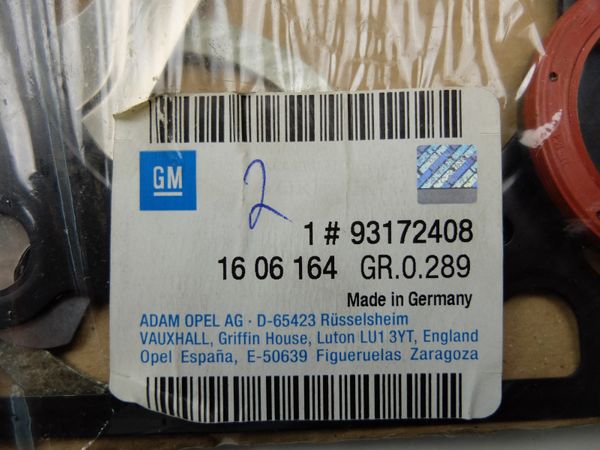 GM
2
1 # 93172408
16 06 164 GR.0.289
Made in Germany
ADAM OPEL AG · D-65423 Rüsselsheim
VAUXHALL, Griffin House, Luton LU1 3YT, England
Opel España, E-50639 Figueruelas Zaragoza